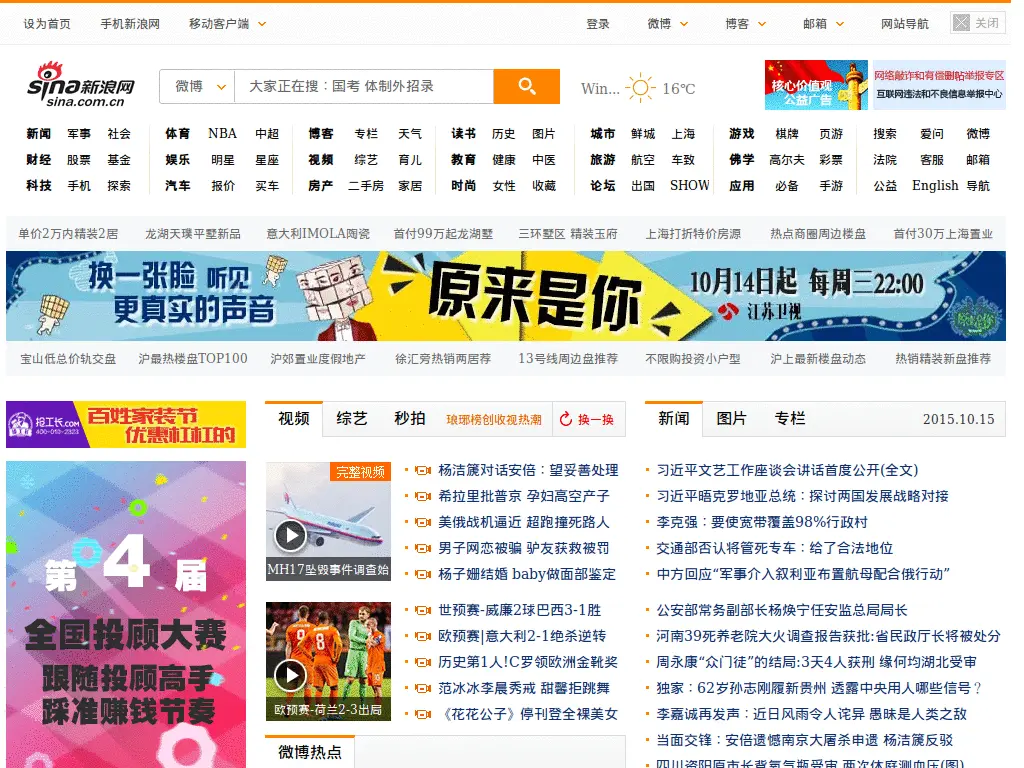 设为首页 手机新浪网 移动客户端 登录 微博 博客 邮箱 网站导航 关闭
sina新浪网
sina.com.cn
微博 大家正在搜：国考 体制外招录 Win... 16℃
核心价值观
公益广告
网络敲诈和有偿删帖举报专区
互联网违法和不良信息举报中心
新闻 军事 社会 体育 NBA 中超 博客 专栏 天气 读书 历史 图片 城市 鲜城 上海 游戏 棋牌 页游 搜索 爱问 微博
财经 股票 基金 娱乐 明星 星座 视频 综艺 育儿 教育 健康 中医 旅游 航空 车致 佛学 高尔夫 彩票 法院 客服 邮箱
科技 手机 探索 汽车 报价 买车 房产 二手房 家居 时尚 女性 收藏 论坛 出国 SHOW 应用 必备 手游 公益 English 导航
单价2万内精装2居 龙湖天璞平墅新品 意大利IMOLA陶瓷 首付99万起龙湖墅 三环墅区 精装玉府 上海打折特价房源 热点商圈周边楼盘 首付30万上海置业
换一张脸 听见
更真实的声音
原来是你
10月14日起 每周三22:00
江苏卫视
宝山低总价轨交盘 沪最热楼盘TOP100 沪郊置业度假地产 徐汇旁热销两居荐 13号线周边盘推荐 不限购投资小户型 沪上最新楼盘动态 热销精装新盘推荐
抢工长.com
400-010-2323
百姓家装节
优惠杠杠的
第4届
全国投顾大赛
跟随投顾高手
踩准赚钱节奏
视频 综艺 秒拍 琅琊榜创收视热潮 换一换
完整视频
MH17坠毁事件调查始
杨洁篪对话安倍：望妥善处理
希拉里批普京 孕妇高空产子
美俄战机逼近 超跑撞死路人
男子网恋被骗 驴友获救被罚
杨子姗结婚 baby做面部鉴定
欧预赛-荷兰2-3出局
世预赛-威廉2球巴西3-1胜
欧预赛|意大利2-1绝杀逆转
历史第1人!C罗领欧洲金靴奖
范冰冰李晨秀戒 甜馨拒跳舞
《花花公子》停刊登全裸美女
微博热点
新闻 图片 专栏 2015.10.15
习近平文艺工作座谈会讲话首度公开(全文)
习近平晤克罗地亚总统：探讨两国发展战略对接
李克强：要使宽带覆盖98%行政村
交通部否认将管死专车：给了合法地位
中方回应“军事介入叙利亚布置航母配合俄行动”
公安部常务副部长杨焕宁任安监总局局长
河南39死养老院大火调查报告获批:省民政厅长将被处分
周永康“众门徒”的结局:3天4人获刑 缘何均湖北受审
独家：62岁孙志刚履新贵州 透露中央用人哪些信号？
李嘉诚再发声：近日风雨令人诧异 愚昧是人类之敌
当面交锋：安倍遗憾南京大屠杀申遗 杨洁篪反驳
四川资阳原市长背氧气瓶受审 两次休庭测血压(图)